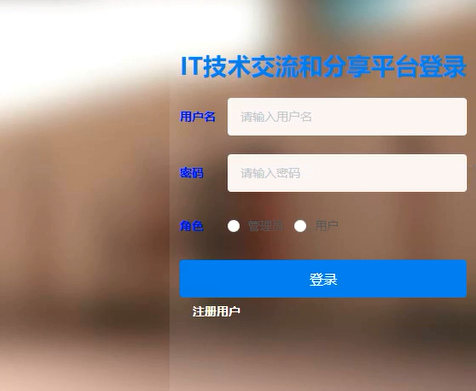 IT技术交流和分享平台登录
用户名 请输入用户名
密码 请输入密码
角色 管理员 用户
登录
注册用户